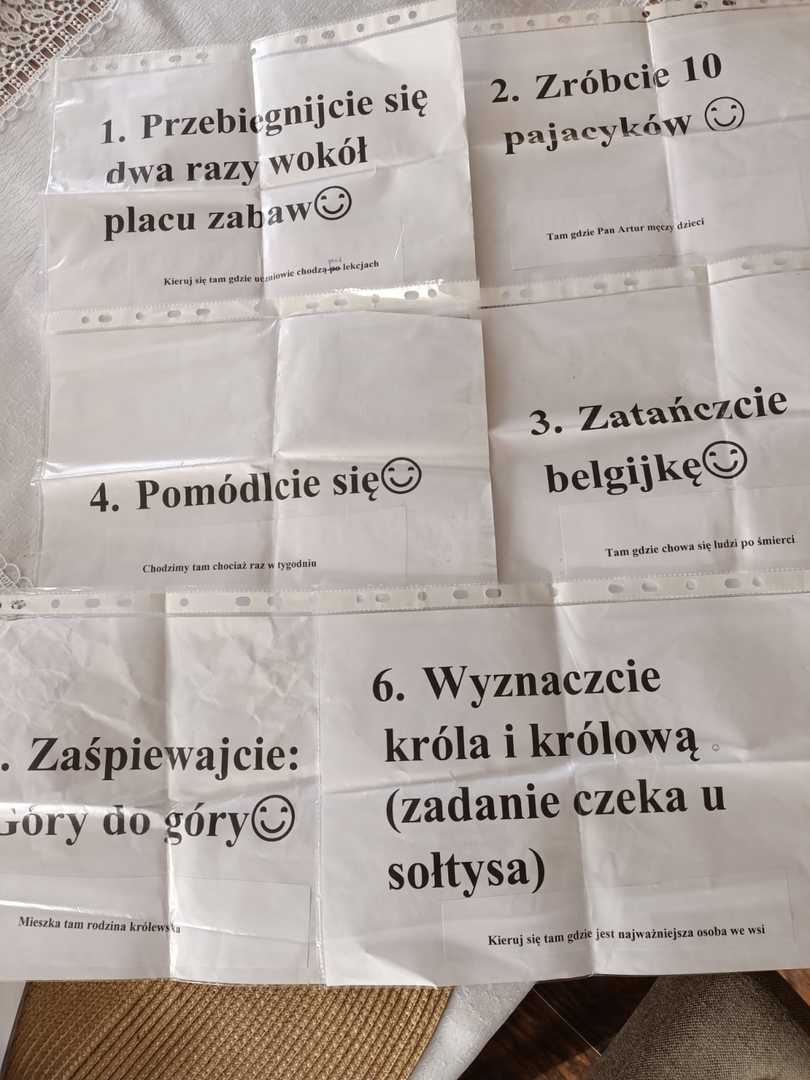 1. Przebiegnijcie się
dwa razy wokół
placu zabaw
Kieruj się tam gdzie uczniowie chodzą po lekcjach
2. Zróbcie 10
pajacyków
Tam gdzie Pan Artur męczy dzieci
4. Pomódlcie się
Chodzimy tam chociaż raz w tygodniu
3. Zatańczcie
belgijkę
Tam gdzie chowa się ludzi po śmierci
. Zaśpiewajcie:
Góry do góry
Mieszka tam rodzina królewska
6. Wyznaczcie
króla i królową
(zadanie czeka u
sołtysa)
Kieruj się tam gdzie jest najważniejsza osoba we wsi